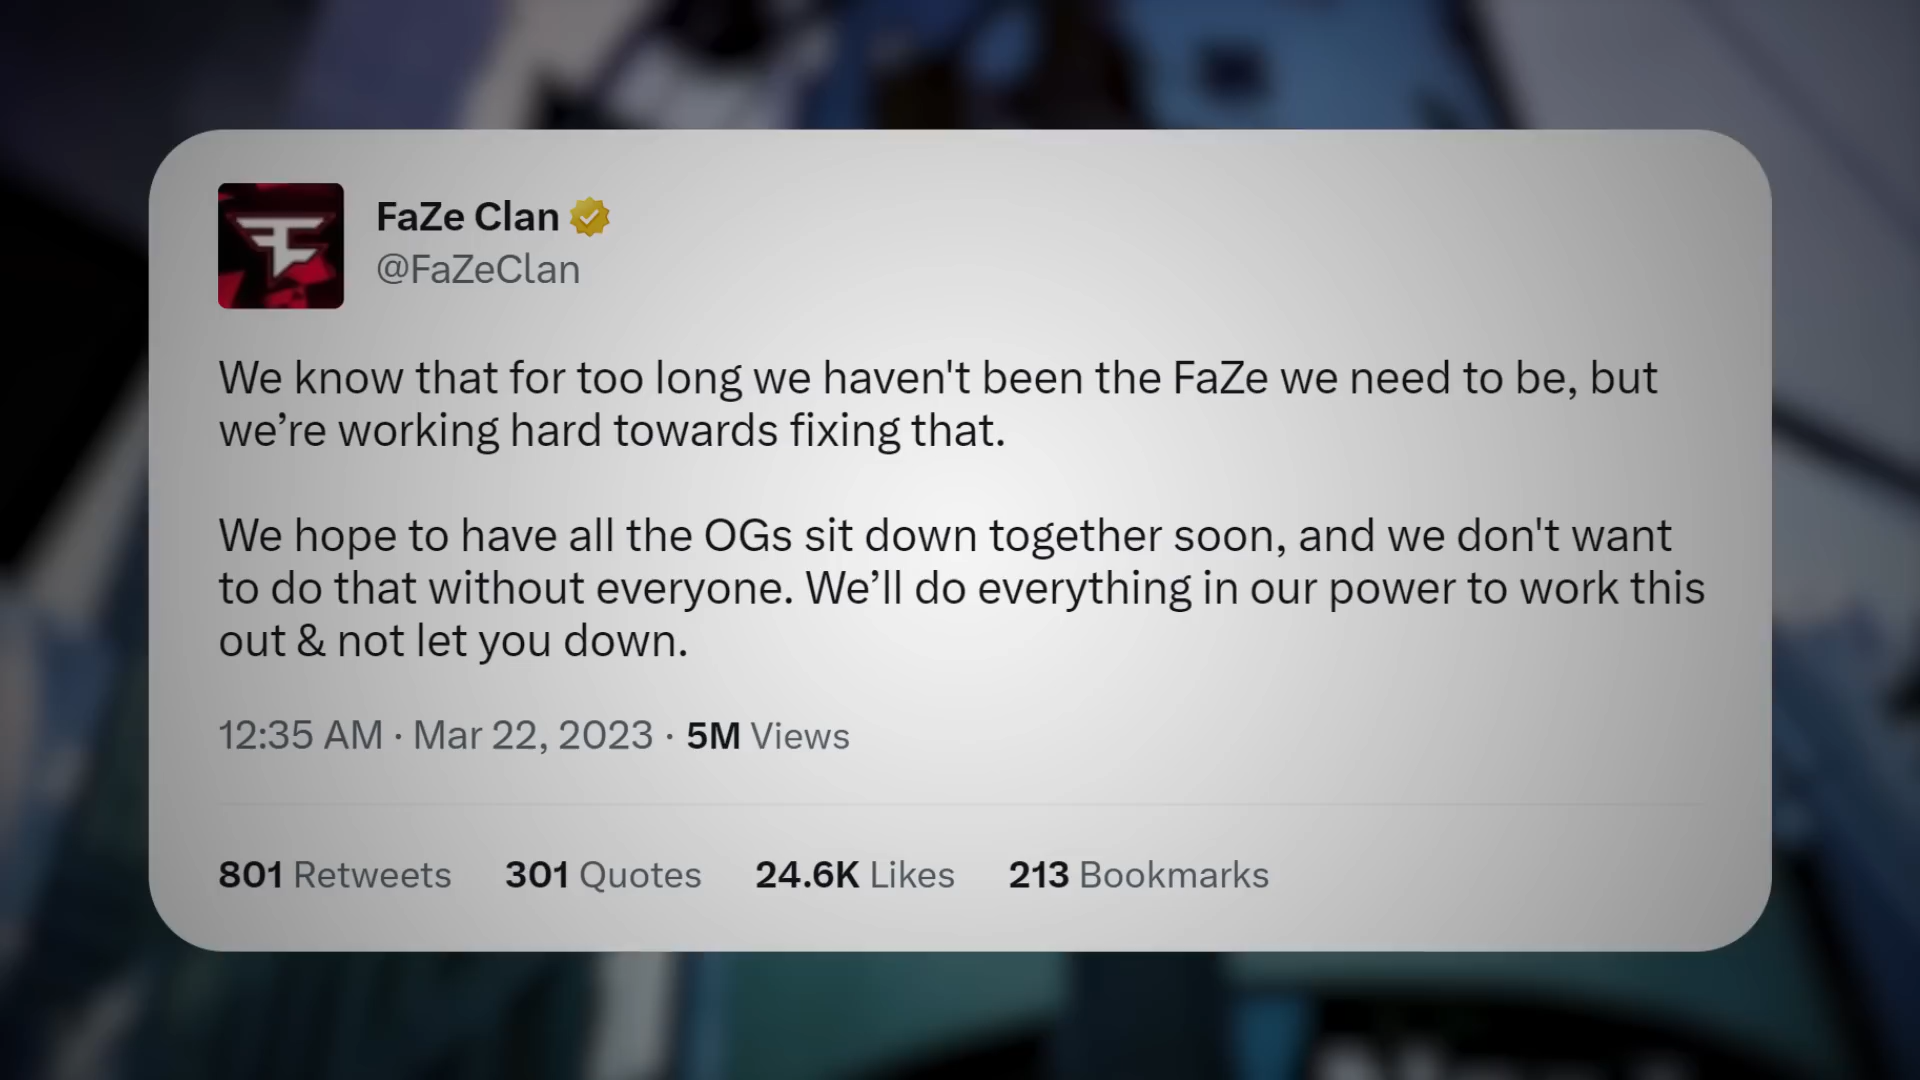 FaZe Clan
@FaZeClan
We know that for too long we haven't been the FaZe we need to be, but
we’re working hard towards fixing that.
We hope to have all the OGs sit down together soon, and we don't want
to do that without everyone. We’ll do everything in our power to work this
out & not let you down.
12:35 AM · Mar 22, 2023 · 5M Views
801 Retweets 301 Quotes 24.6K Likes 213 Bookmarks